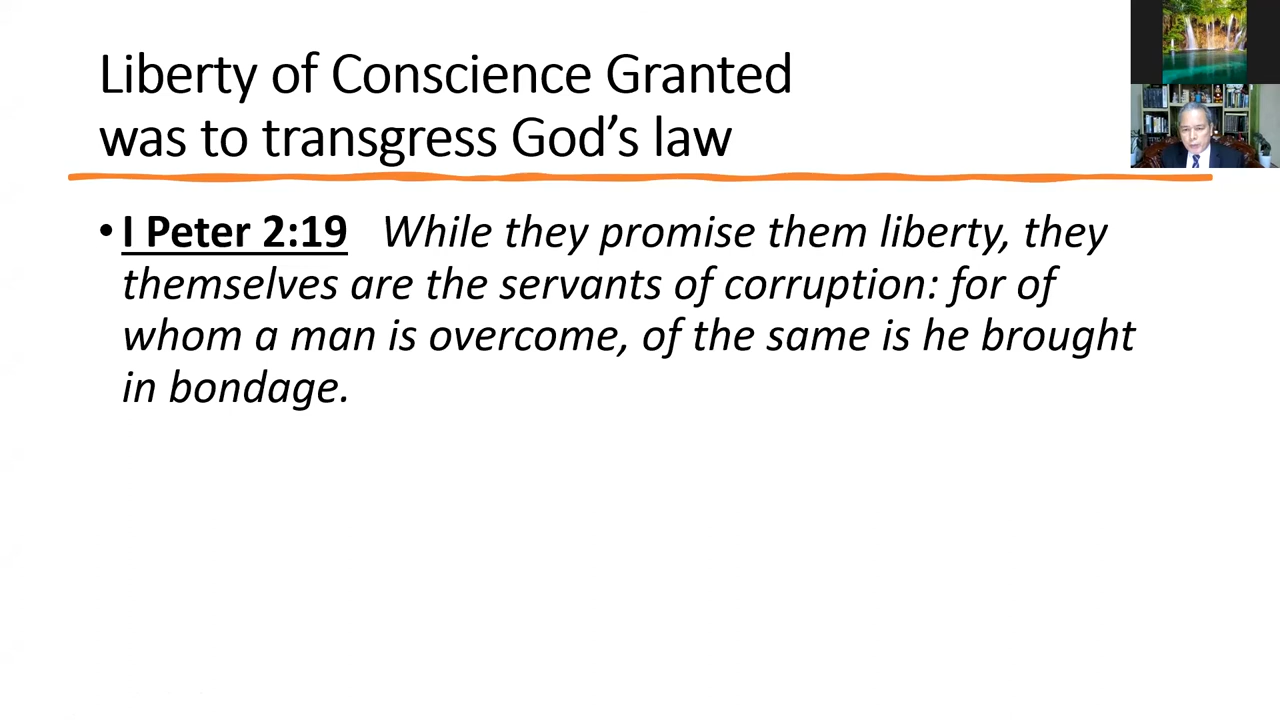 Liberty of Conscience Granted
was to transgress God’s law
• I Peter 2:19 While they promise them liberty, they
themselves are the servants of corruption: for of
whom a man is overcome, of the same is he brought
in bondage.